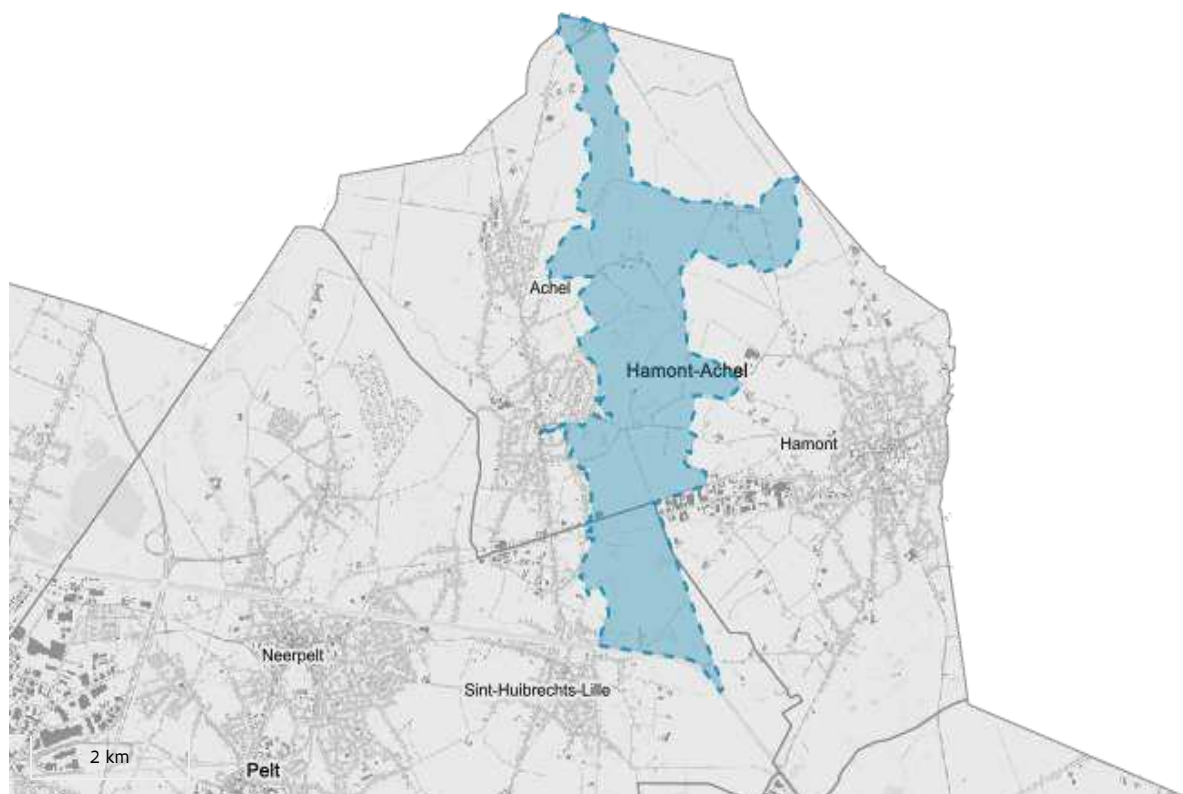 Achel
Hamont-Achel
Hamont
Neerpelt
Sint-Huibrechts-Lille
2 km
Pelt